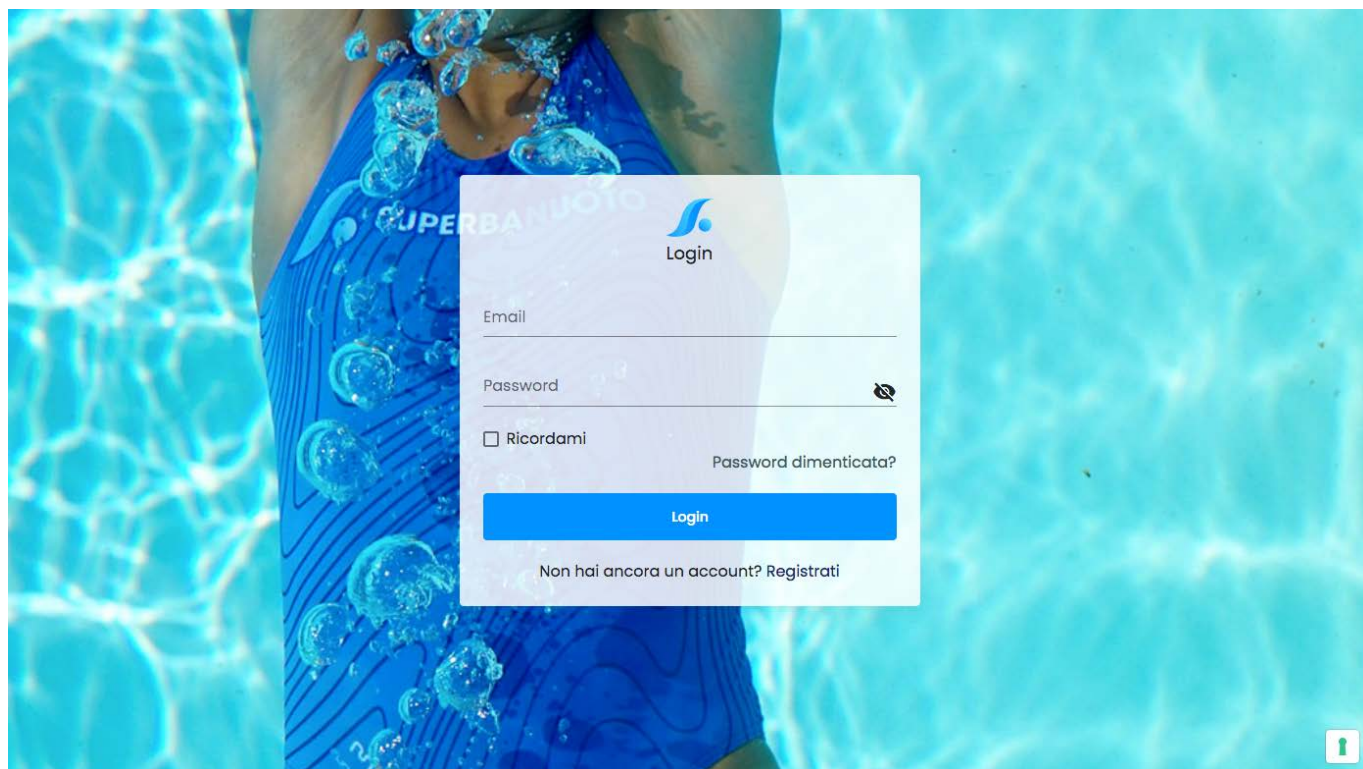 SUPERBANUOTO
Login
Email
Password
Ricordami
Password dimenticata?
Login
Non hai ancora un account? Registrati